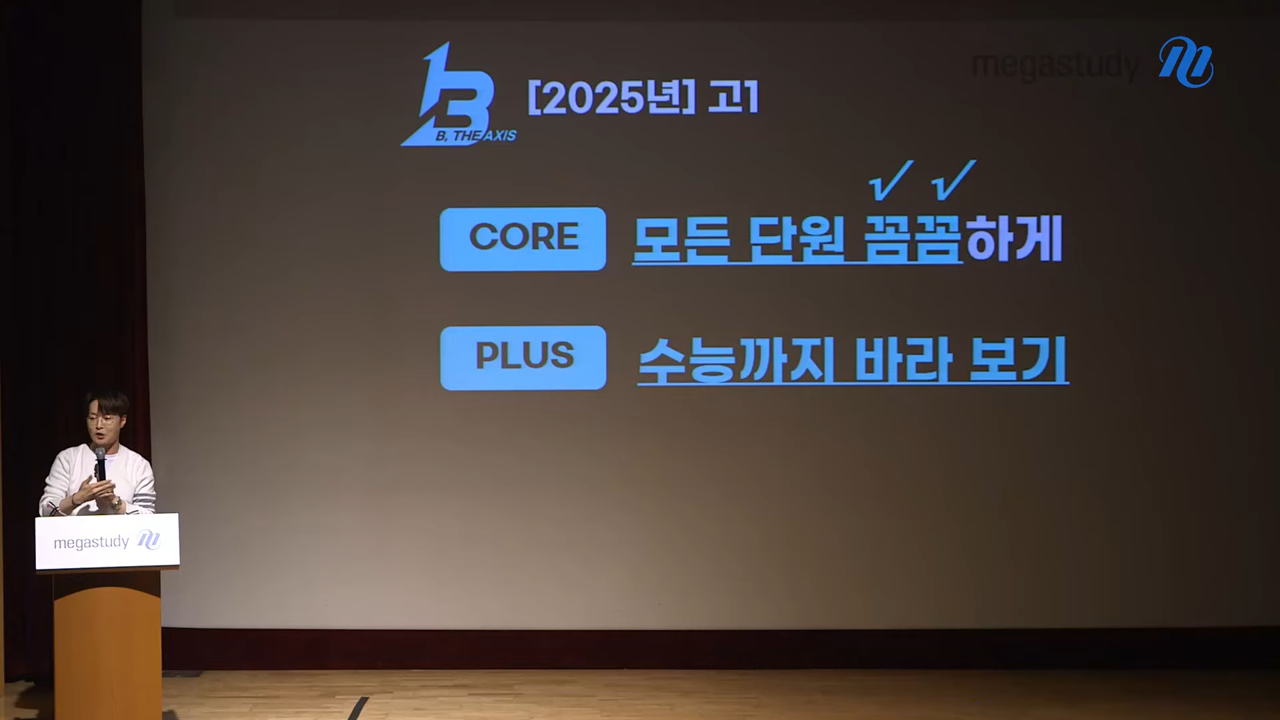 megastudy
[2025년] 고1
B, THE AXIS
CORE 모든 단원 꼼꼼하게
PLUS 수능까지 바라 보기
megastudy